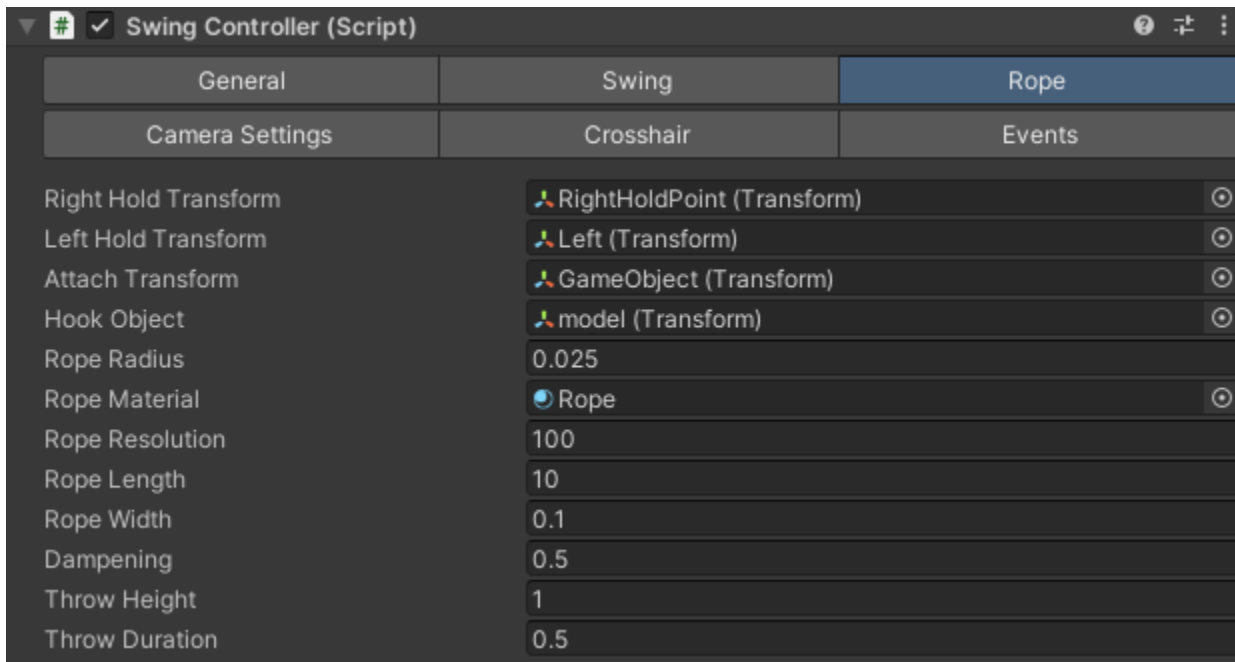 # Swing Controller (Script)
General Swing Rope
Camera Settings Crosshair Events
Right Hold Transform RightHoldPoint (Transform)
Left Hold Transform Left (Transform)
Attach Transform GameObject (Transform)
Hook Object model (Transform)
Rope Radius 0.025
Rope Material Rope
Rope Resolution 100
Rope Length 10
Rope Width 0.1
Dampening 0.5
Throw Height 1
Throw Duration 0.5